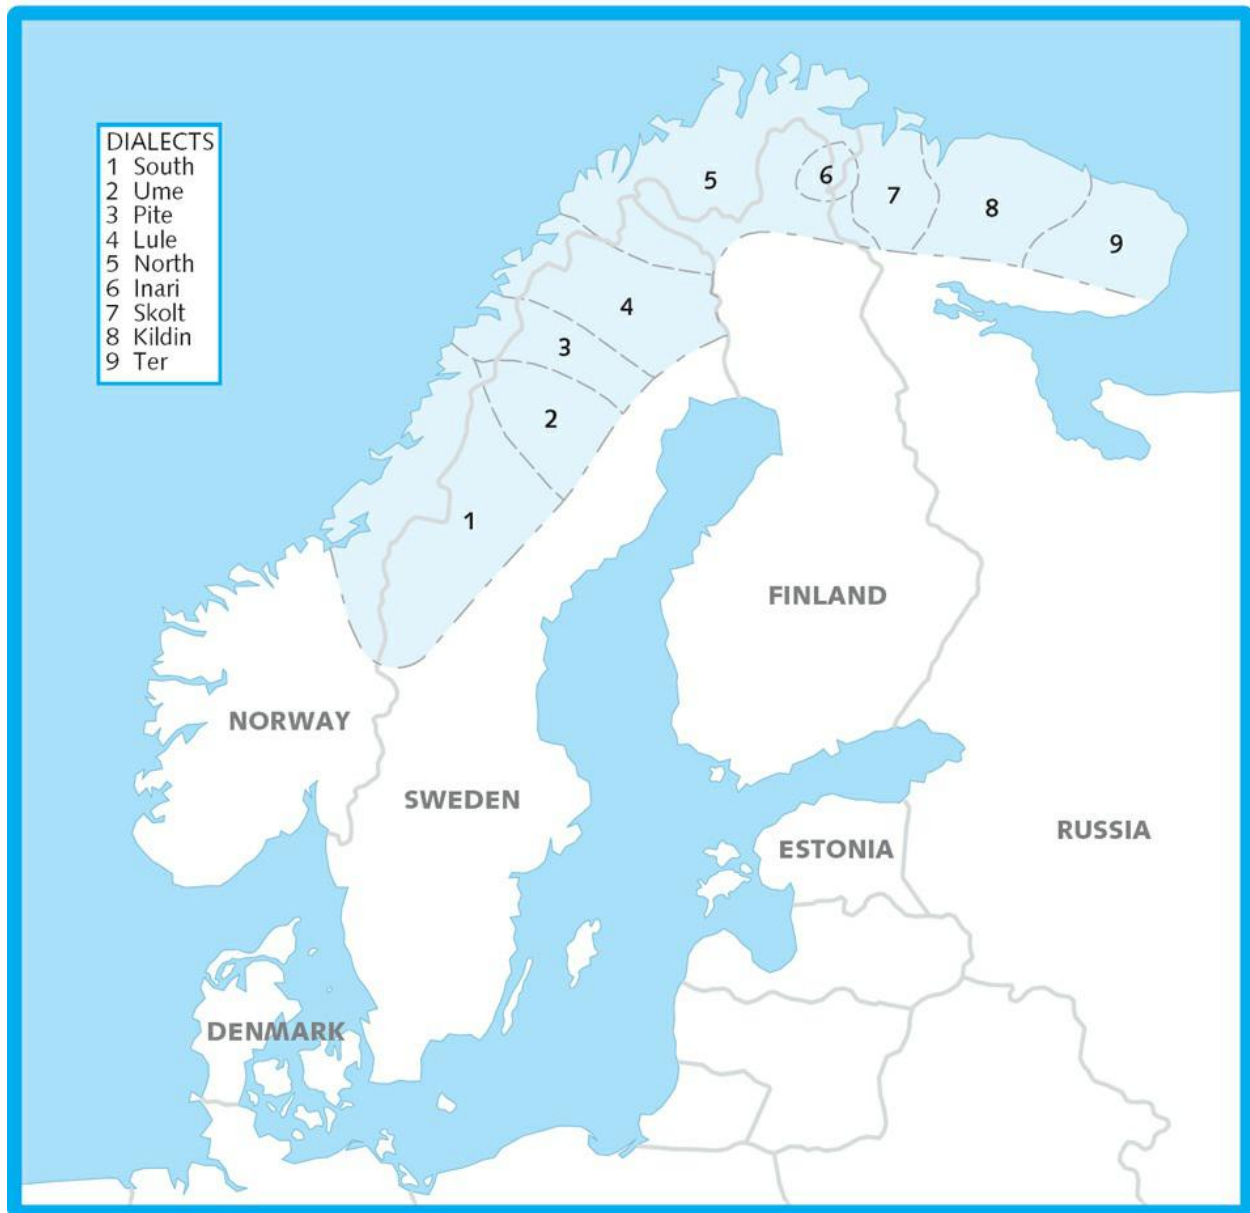 DIALECTS
1 South
2 Ume
3 Pite
4 Lule
5 North
6 Inari
7 Skolt
8 Kildin
9 Ter
5
6
7
8
9
4
3
2
1
FINLAND
NORWAY
SWEDEN
ESTONIA
RUSSIA
DENMARK